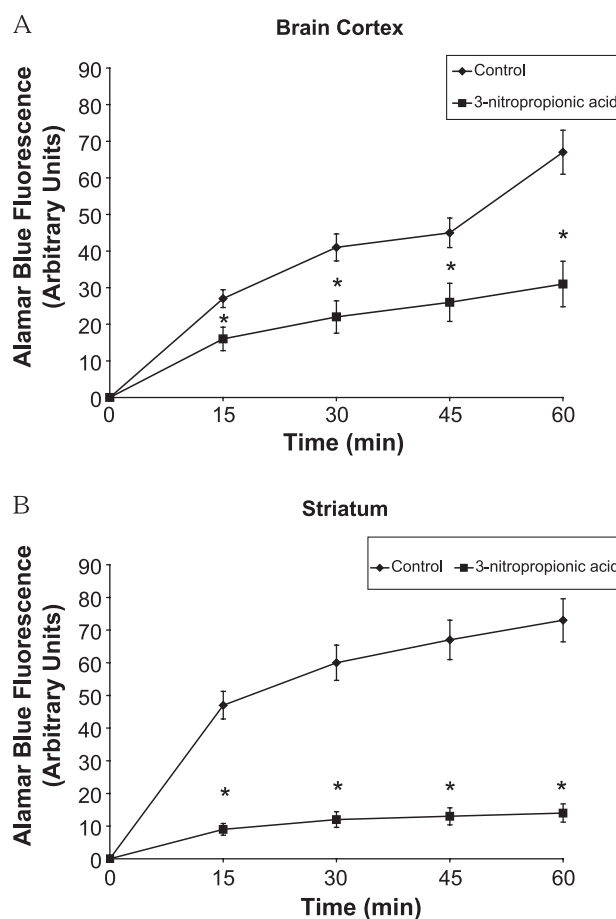 A
Brain Cortex
Alamar Blue Fluorescence
(Arbitrary Units)
90
80
70
60
50
40
30
20
10
0
Control
3-nitropropionic acid
*
*
*
*
0 15 30 45 60
Time (min)
B
Striatum
Alamar Blue Fluorescence
(Arbitrary Units)
90
80
70
60
50
40
30
20
10
0
Control 3-nitropropionic acid
* * * *
0 15 30 45 60
Time (min)